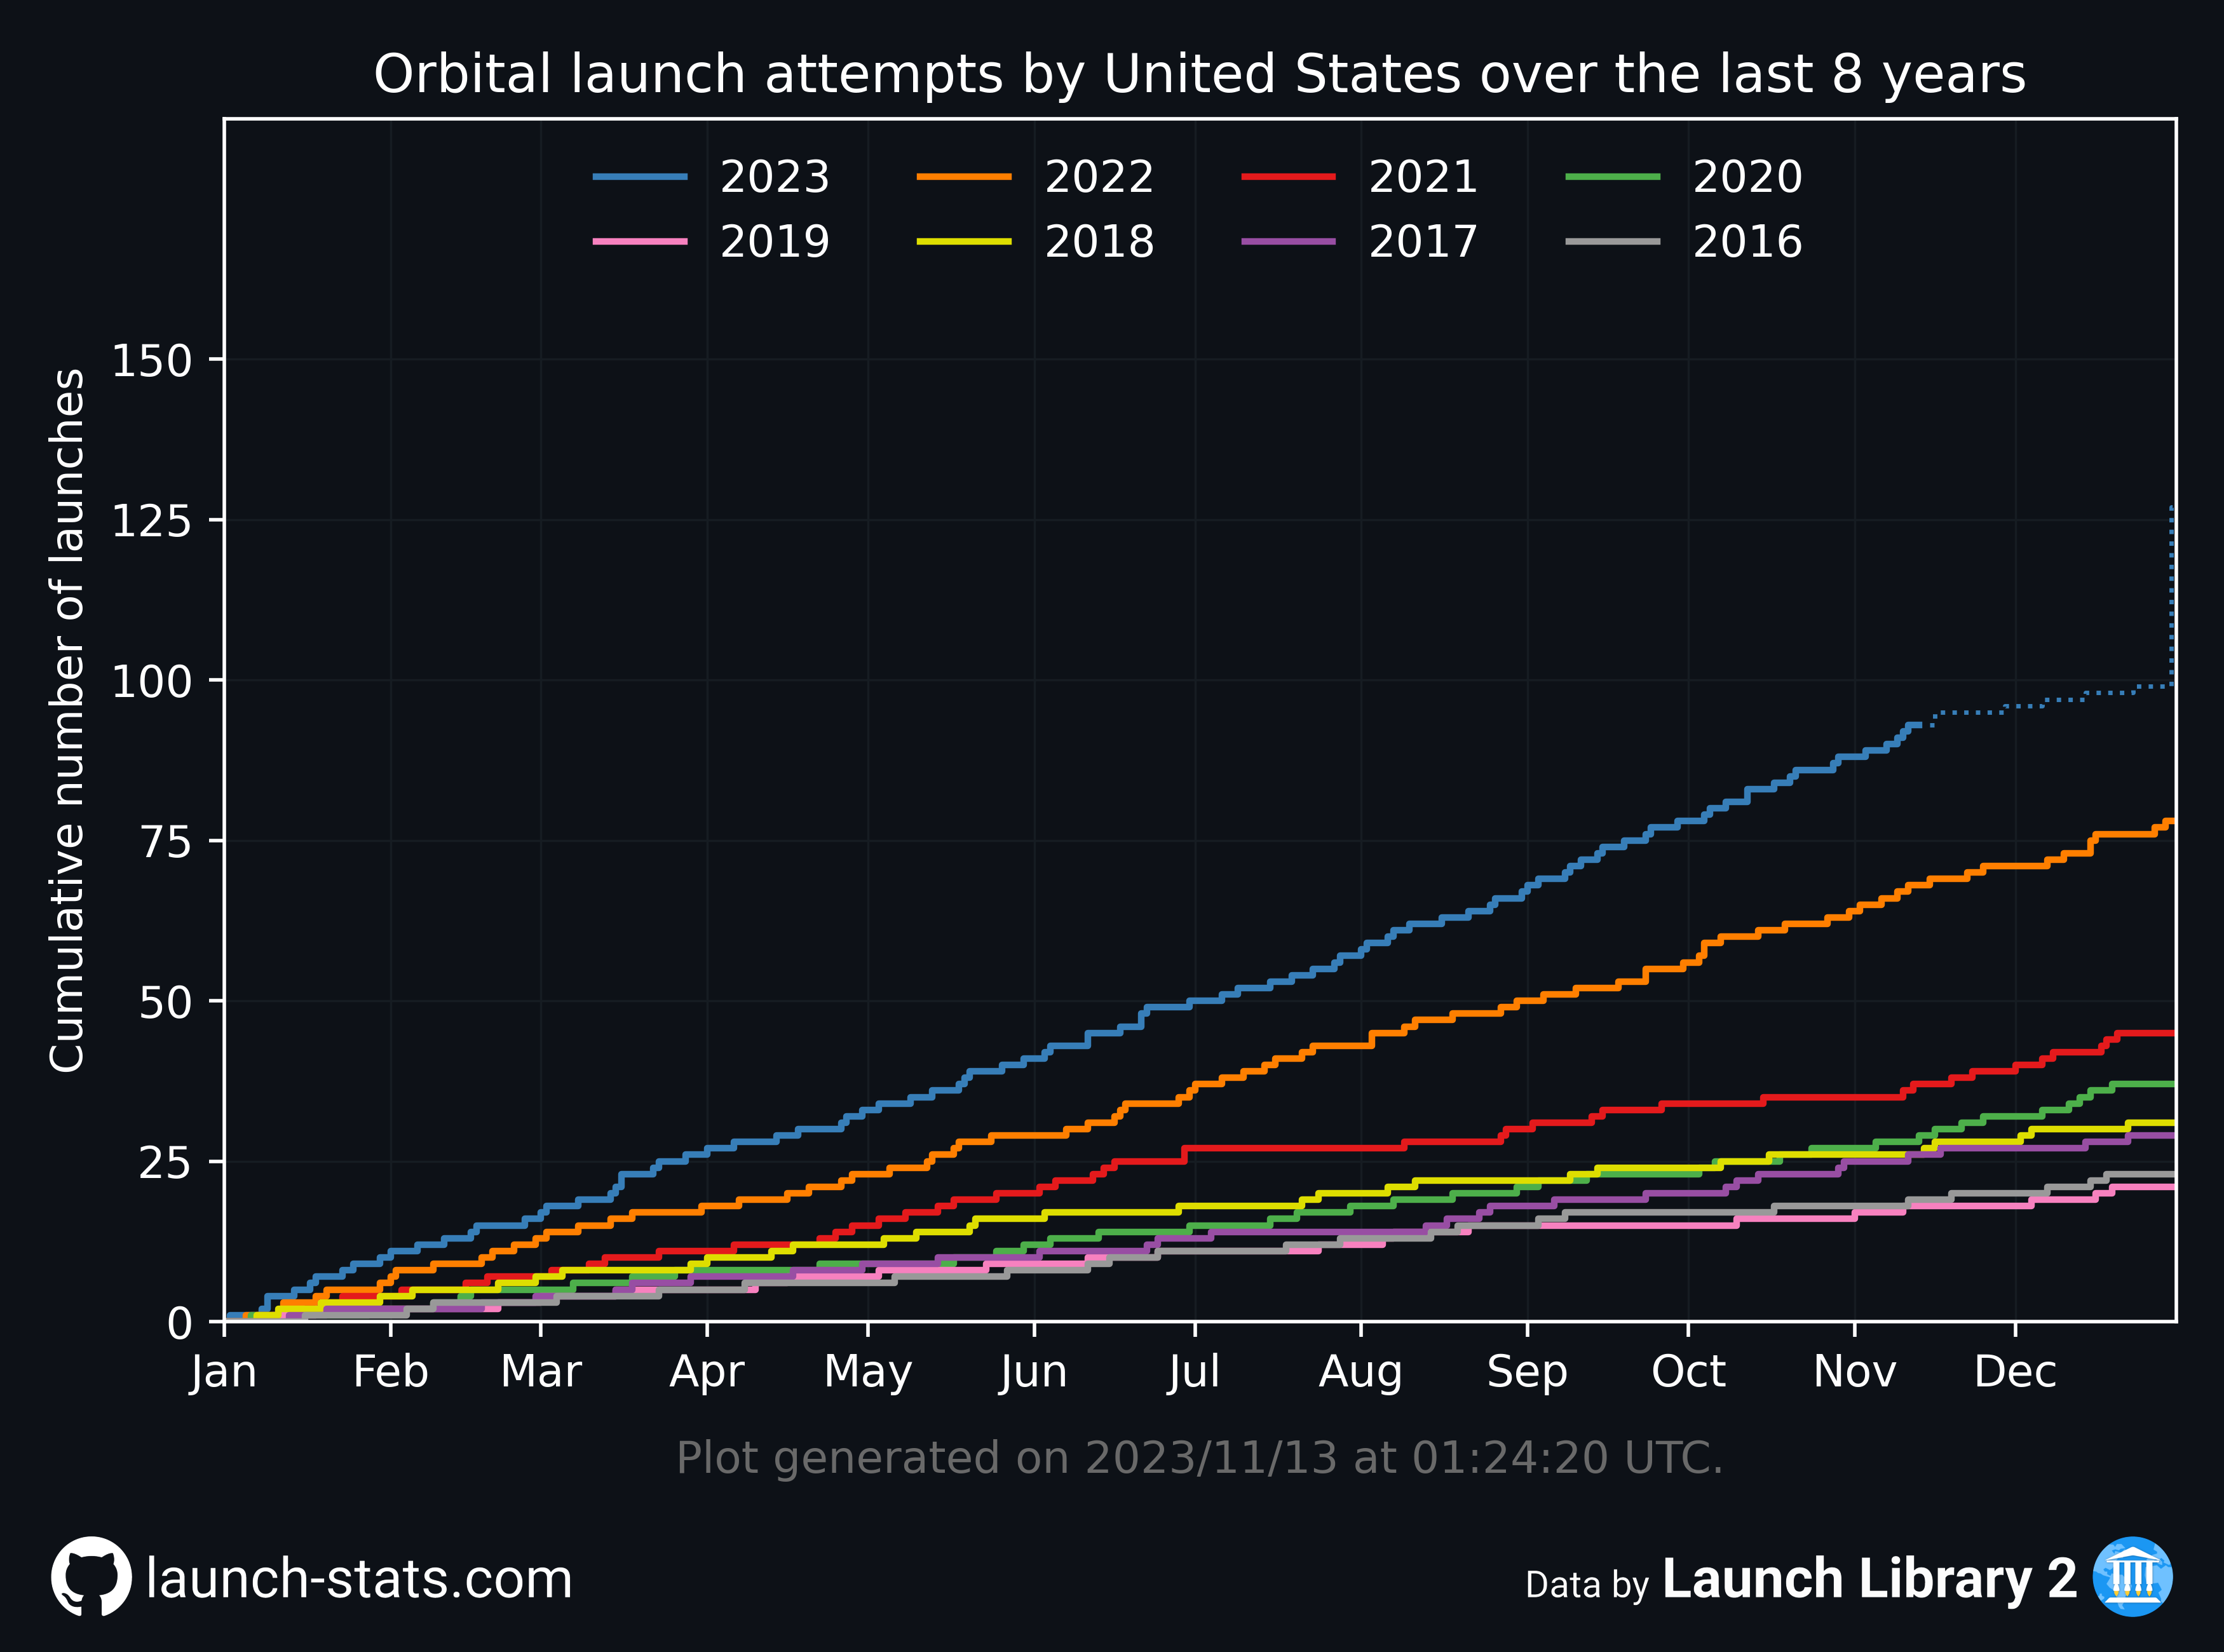 Orbital launch attempts by United States over the last 8 years
2023 2022 2021 2020
2019 2018 2017 2016
Cumulative number of launches
150
125
100
75
50
25
0
Jan Feb Mar Apr May Jun Jul Aug Sep Oct Nov Dec
Plot generated on 2023/11/13 at 01:24:20 UTC.
launch-stats.com
Data by Launch Library 2